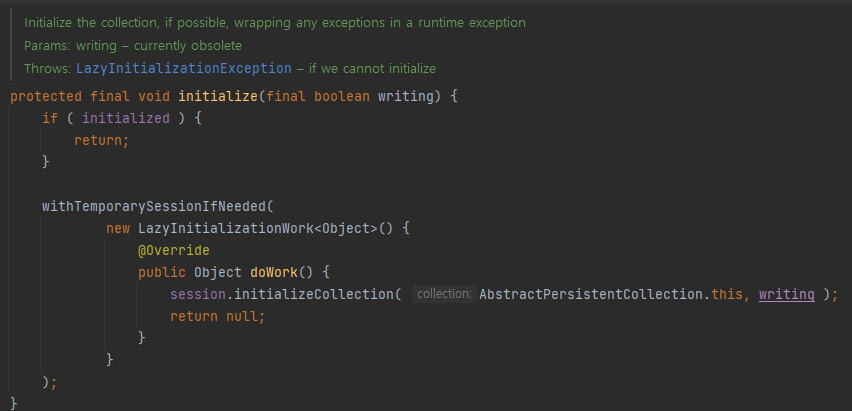 Initialize the collection, if possible, wrapping any exceptions in a runtime exception
Params: writing – currently obsolete
Throws: LazyInitializationException – if we cannot initialize
protected final void initialize(final boolean writing) {
    if ( initialized ) {
        return;
    }

    withTemporarySessionIfNeeded(
            new LazyInitializationWork<Object>() {
                @Override
                public Object doWork() {
                    session.initializeCollection( collection: AbstractPersistentCollection.this, writing );
                    return null;
                }
            }
    );
}